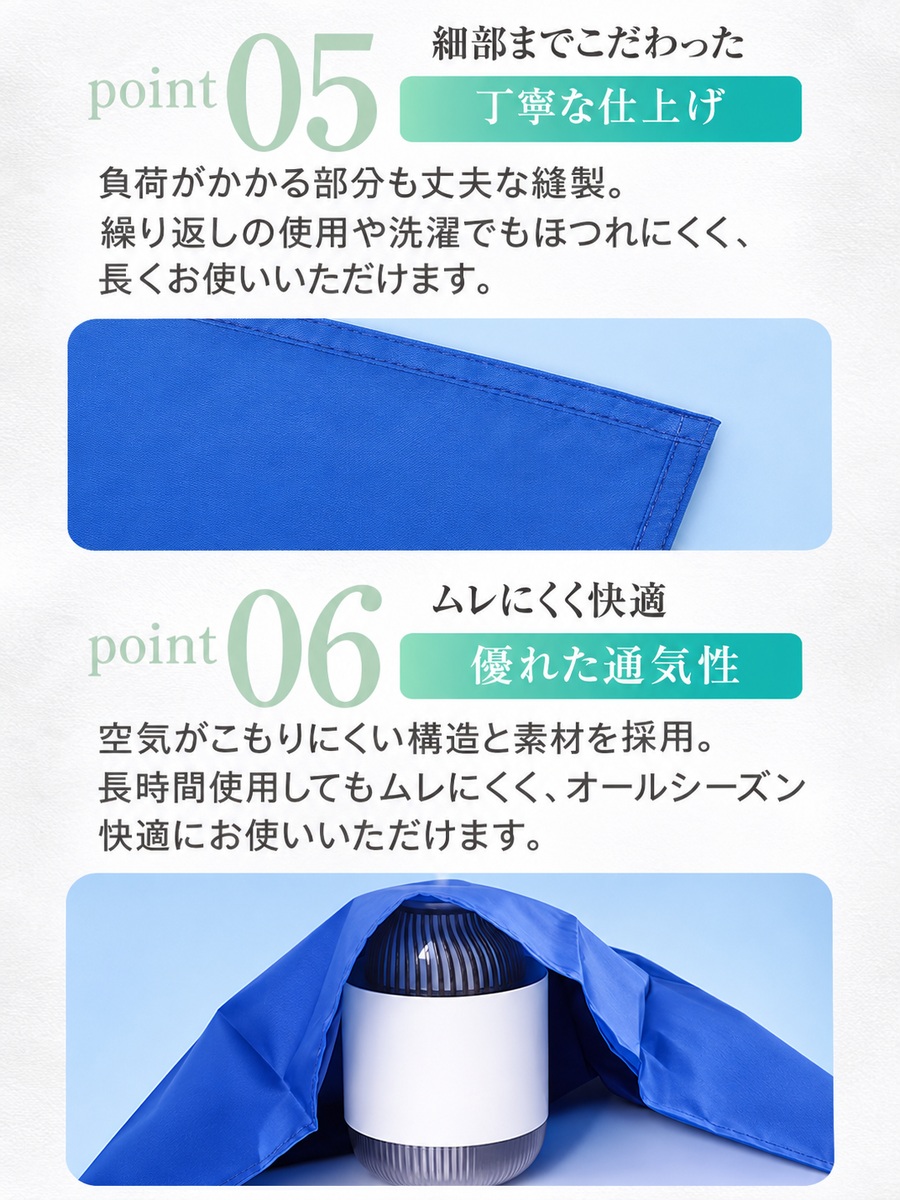 point 05
細部までこだわった
丁寧な仕上げ
負荷がかかる部分も丈夫な縫製。
繰り返しの使用や洗濯でもほつれにくく、
長くお使いいただけます。
point 06
ムレにくく快適
優れた通気性
空気がこもりにくい構造と素材を採用。
長時間使用してもムレにくく、オールシーズン
快適にお使いいただけます。